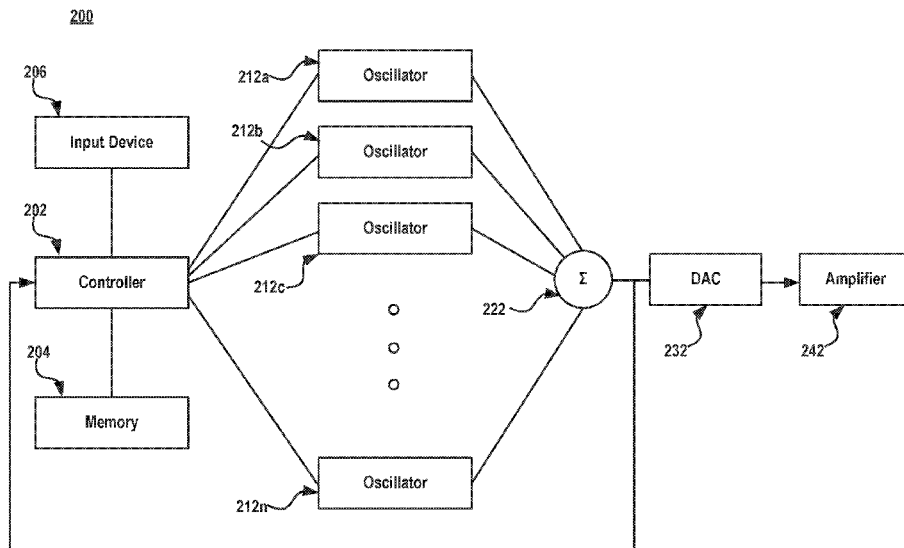 200
206
Input Device
202
Controller
204
Memory
212a
Oscillator
212b
Oscillator
Oscillator
212c
212n
Oscillator
Σ
222
DAC
232
Amplifier
242